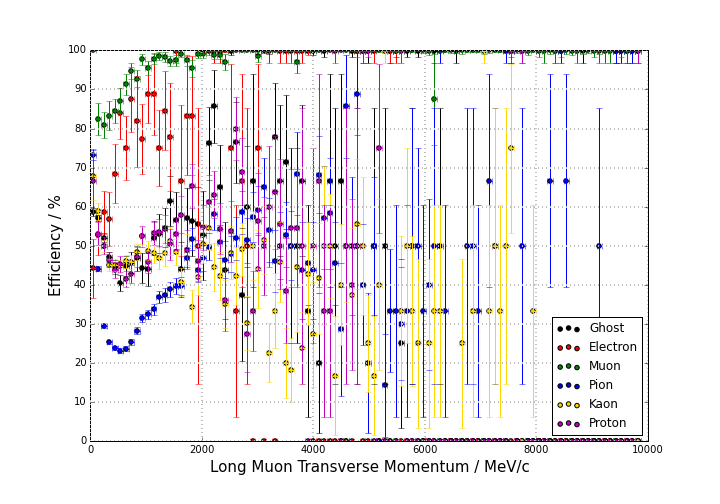 100
90
80
70
60
50
40
30
20
10
0
Efficiency / %
0 2000 4000 6000 8000 10000
Long Muon Transverse Momentum / MeV/c
Ghost
Electron
Muon
Pion
Kaon
Proton